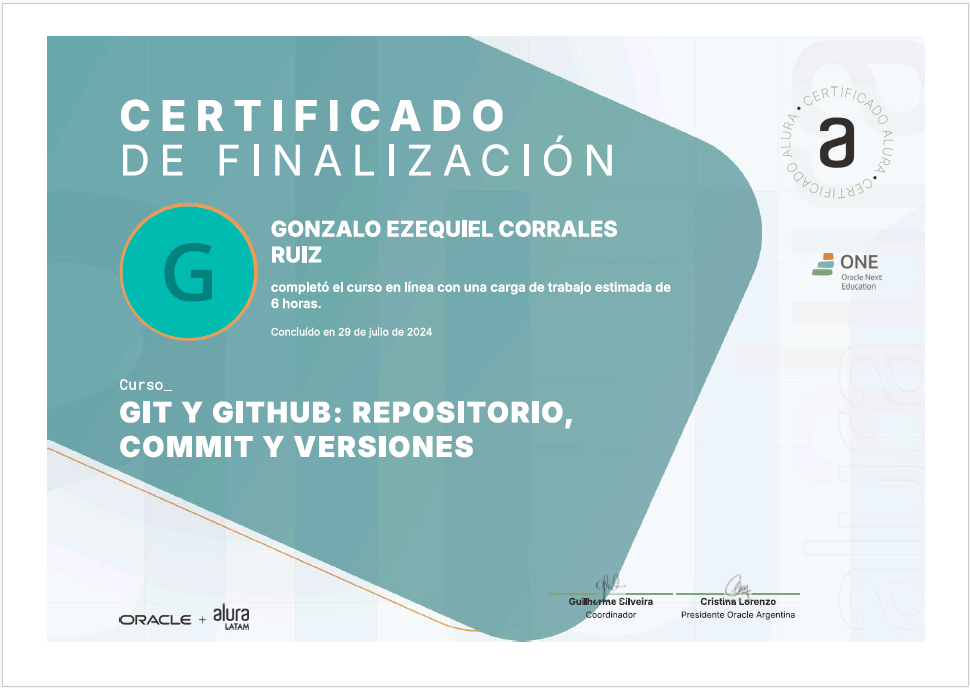 CERTIFICADO
DE FINALIZACIÓN
CERTIFICADO ALURA • CERTIFICADO ALURA •
a
G
GONZALO EZEQUIEL CORRALES
RUIZ
completó el curso en línea con una carga de trabajo estimada de
6 horas.
Concluído en 29 de julio de 2024
ONE
Oracle Next
Education
Curso_
GIT Y GITHUB: REPOSITORIO,
COMMIT Y VERSIONES
ORACLE + alura
LATAM
Guilherme Silveira
Coordinador
Cristina Lorenzo
Presidente Oracle Argentina
alura